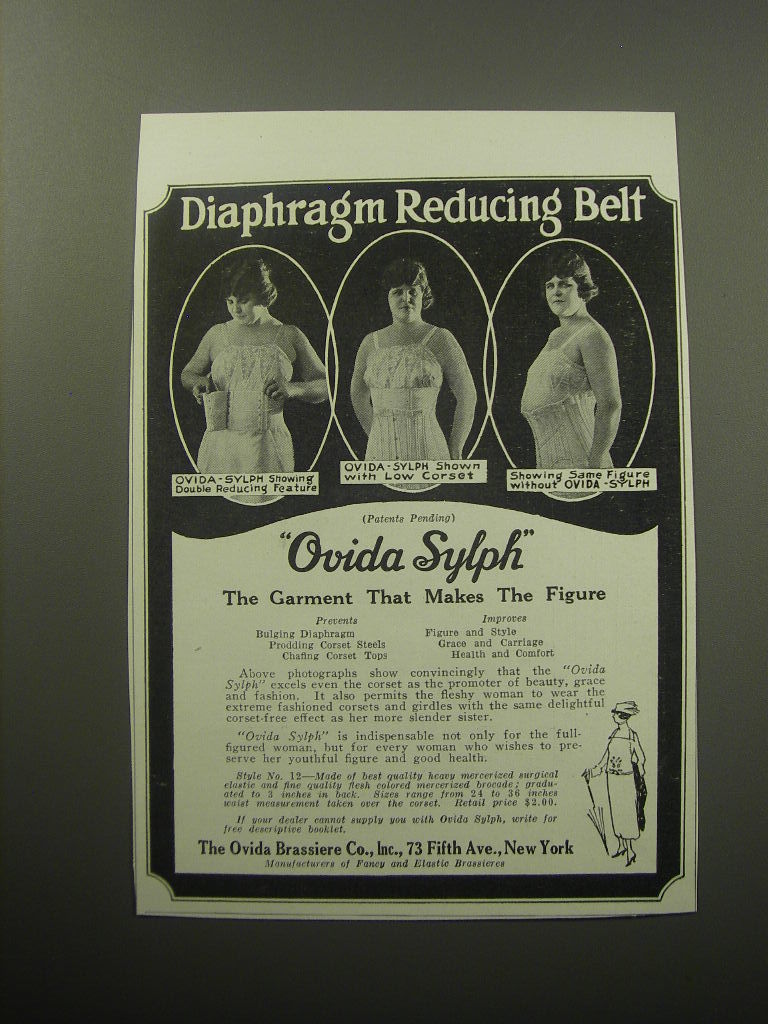 Diaphragm Reducing Belt
OVIDA-SYLPH Showing
Double Reducing Feature
OVIDA-SYLPH Shown
with Low Corset
Showing Same Figure
without OVIDA-SYLPH
(Patents Pending)
"Ovida Sylph"
The Garment That Makes The Figure
Prevents
Bulging Diaphragm
Prodding Corset Steels
Chafing Corset Tops
Improves
Figure and Style
Grace and Carriage
Health and Comfort
Above photographs show convincingly that the "Ovida
Sylph" excels even the corset as the promoter of beauty, grace
and fashion. It also permits the fleshy woman to wear the
extreme fashioned corsets and girdles with the same delightful
corset-free effect as her more slender sister.
"Ovida Sylph" is indispensable not only for the full-
figured woman, but for every woman who wishes to pre-
serve her youthful figure and good health.
Style No. 12—Made of best quality heavy mercerized surgical
elastic and fine quality flesh colored mercerized brocade; gradu-
ated to 3 inches in back. Sizes range from 24 to 36 inches
waist measurement taken over the corset. Retail price $2.00.
If your dealer cannot supply you with Ovida Sylph, write for
free descriptive booklet.
The Ovida Brassiere Co., Inc., 73 Fifth Ave., New York
Manufacturers of Fancy and Elastic Brassieres